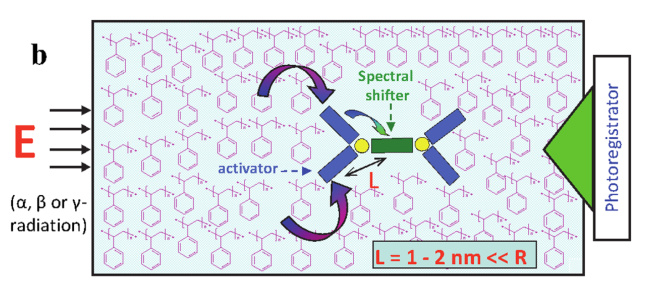 b
Spectral
shifter
E
activator
L
(α, β or γ-
radiation)
L = 1 - 2 nm << R
Photoregistrator